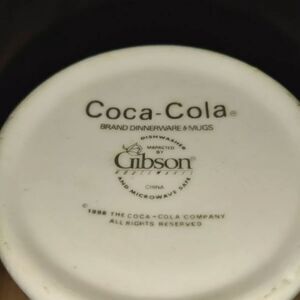 Coca-Cola®
BRAND DINNERWARE & MUGS
DISHWASHER
MARKETED
BY
Gibson
CHINA
AND MICROWAVE SAFE
© 1996 THE COCA-COLA COMPANY
ALL RIGHTS RESERVED